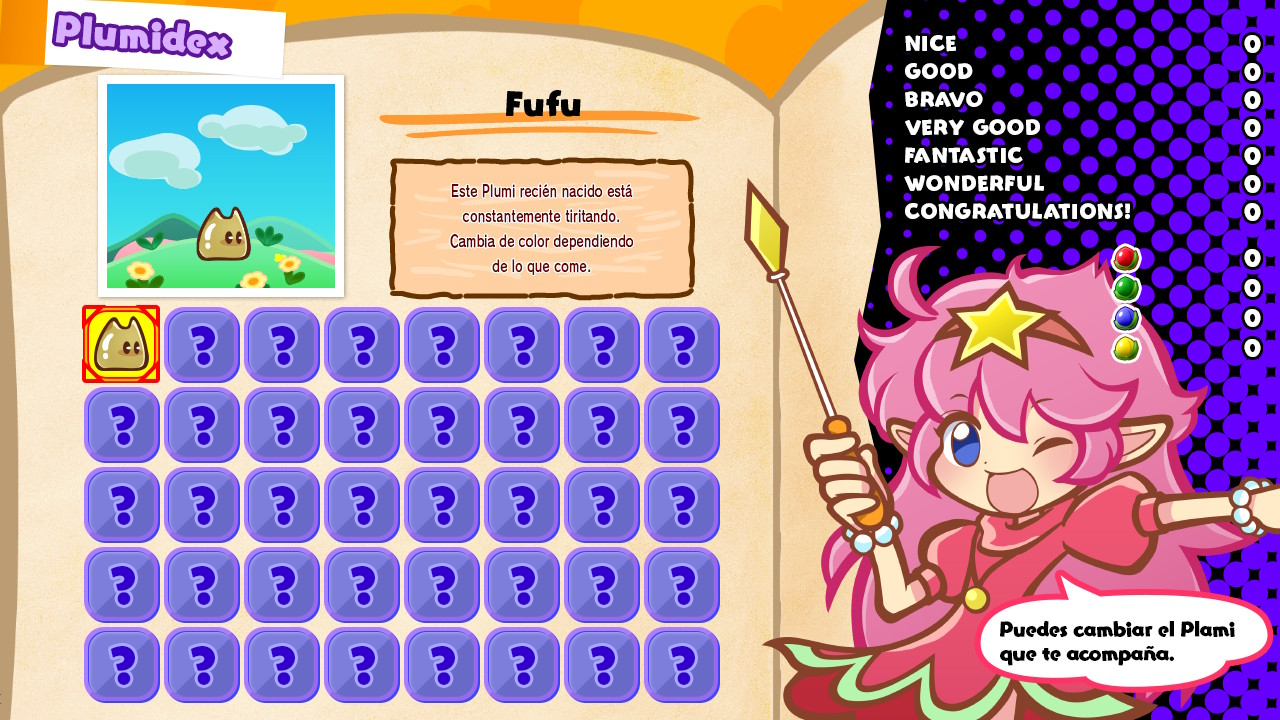 Plumidex
Fufu
Este Plumi recién nacido está
constantemente tiritando.
Cambia de color dependiendo
de lo que come.
? ? ? ? ? ? ?
? ? ? ? ? ? ? ?
? ? ? ? ? ? ? ?
? ? ? ? ? ? ? ?
? ? ? ? ? ? ? ?
NICE 0
GOOD 0
BRAVO 0
VERY GOOD 0
FANTASTIC 0
WONDERFUL 0
CONGRATULATIONS! 0
0
0
0
0
Puedes cambiar el Plami
que te acompaña.